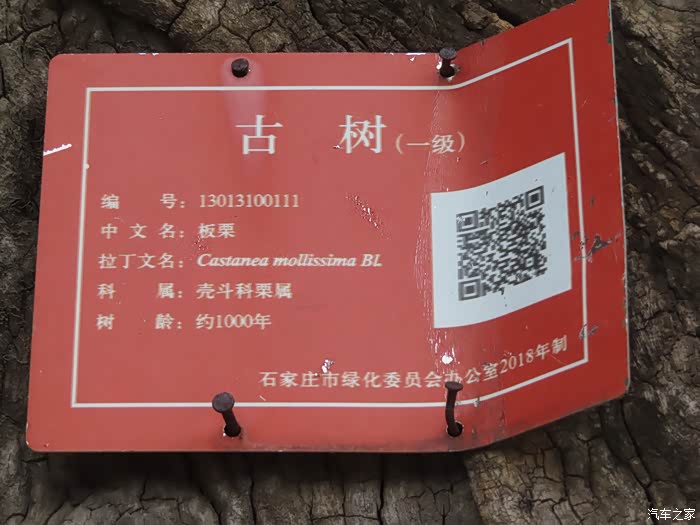 古 树(一级)
编 号：13013100111
中 文 名：板栗
拉丁文名：Castanea mollissima BL
科 属：壳斗科栗属
树 龄：约1000年
石家庄市绿化委员会办公室2018年制
汽车之家